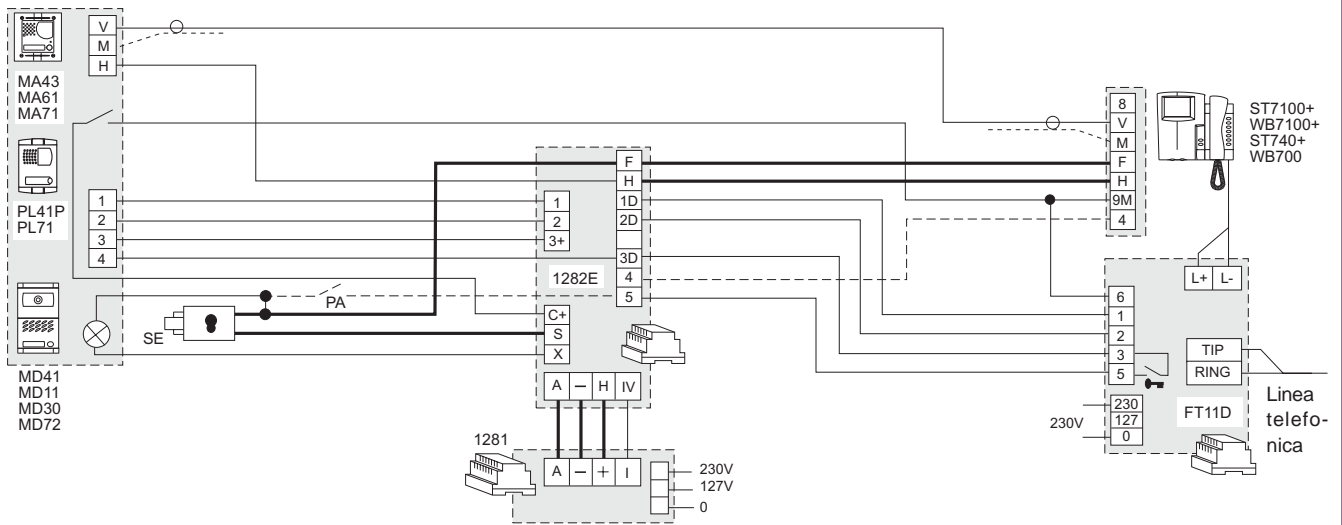 V
M
H
MA43
MA61
MA71
PL41P
PL71
1
2
3
4
MD41
MD11
MD30
MD72
SE
PA
F
H
1D
2D
3D
4
5
1
2
3+
1282E
C+
S
X
A — H IV
1281
A — + I
230V
127V
0
8
V
M
F
H
9M
4
ST7100+
WB7100+
ST740+
WB700
L+ L-
6
1
2
3
5
TIP
RING
FT11D
230V
230
127
0
Linea
telefo-
nica